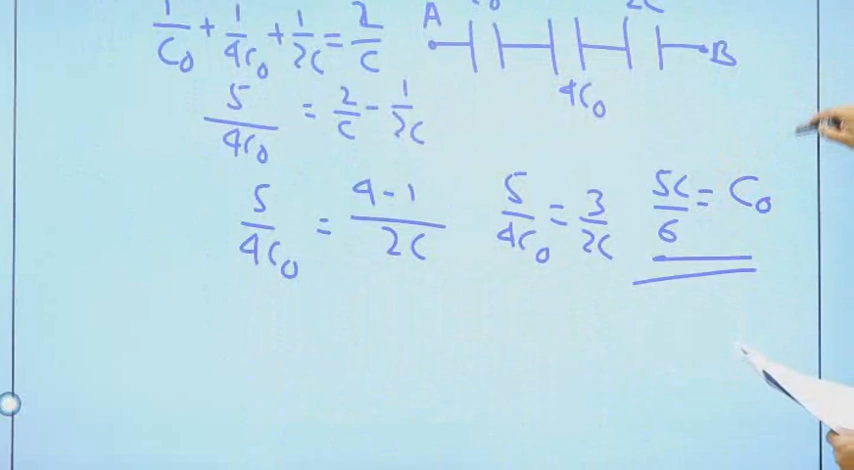 1/C₀ + 1/4C₀ + 1/2C = 2/C
A B
4C₀
5/4C₀ = 2/C - 1/2C
5/4C₀ = 4-1/2C 5/4C₀ = 3/2C 5C/6 = C₀